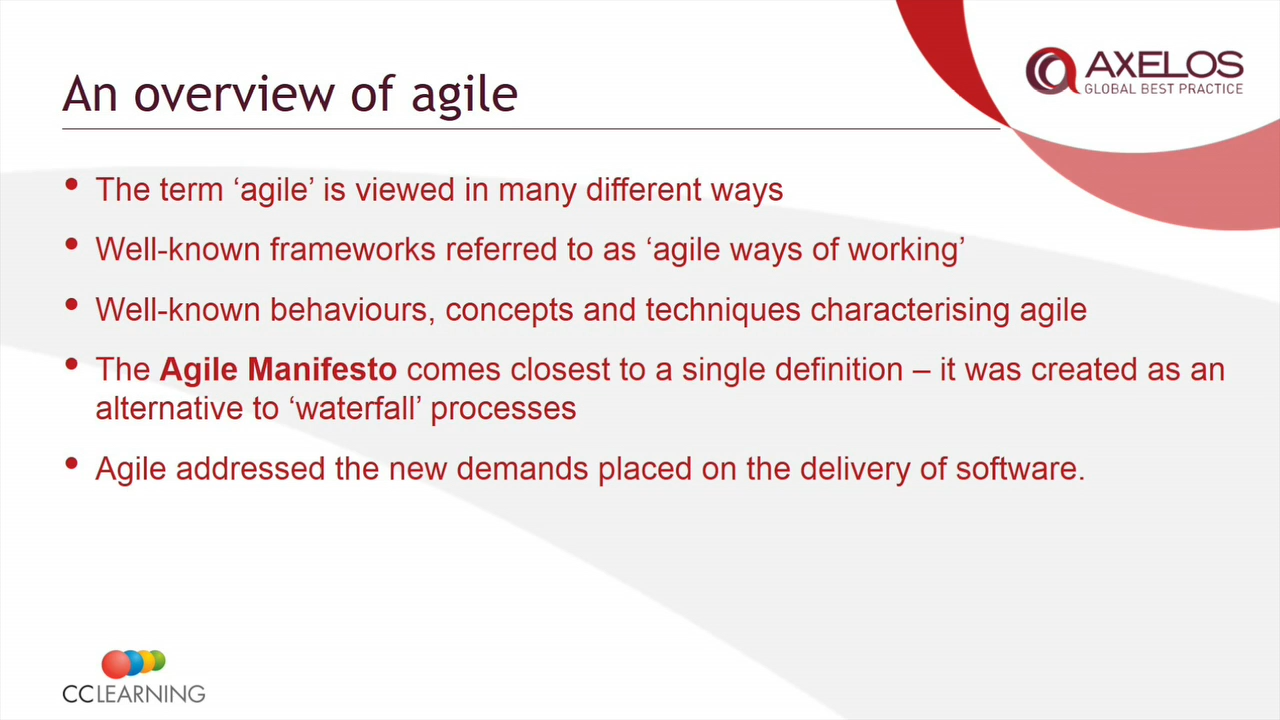 An overview of agile
AXELOS
GLOBAL BEST PRACTICE
• The term ‘agile’ is viewed in many different ways
• Well-known frameworks referred to as ‘agile ways of working’
• Well-known behaviours, concepts and techniques characterising agile
• The Agile Manifesto comes closest to a single definition – it was created as an
alternative to ‘waterfall’ processes
• Agile addressed the new demands placed on the delivery of software.
CCLEARNING